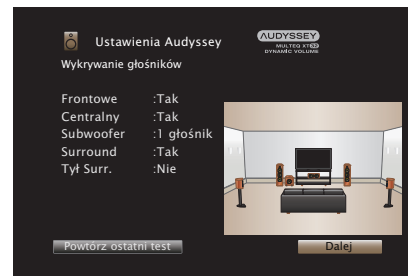 Ustawienia Audyssey
AUDYSSEY
MULTEQ XT32
DYNAMIC VOLUME
Wykrywanie głośników
Frontowe :Tak
Centralny :Tak
Subwoofer :1 głośnik
Surround :Tak
Tył Surr. :Nie
Powtórz ostatni test
Dalej